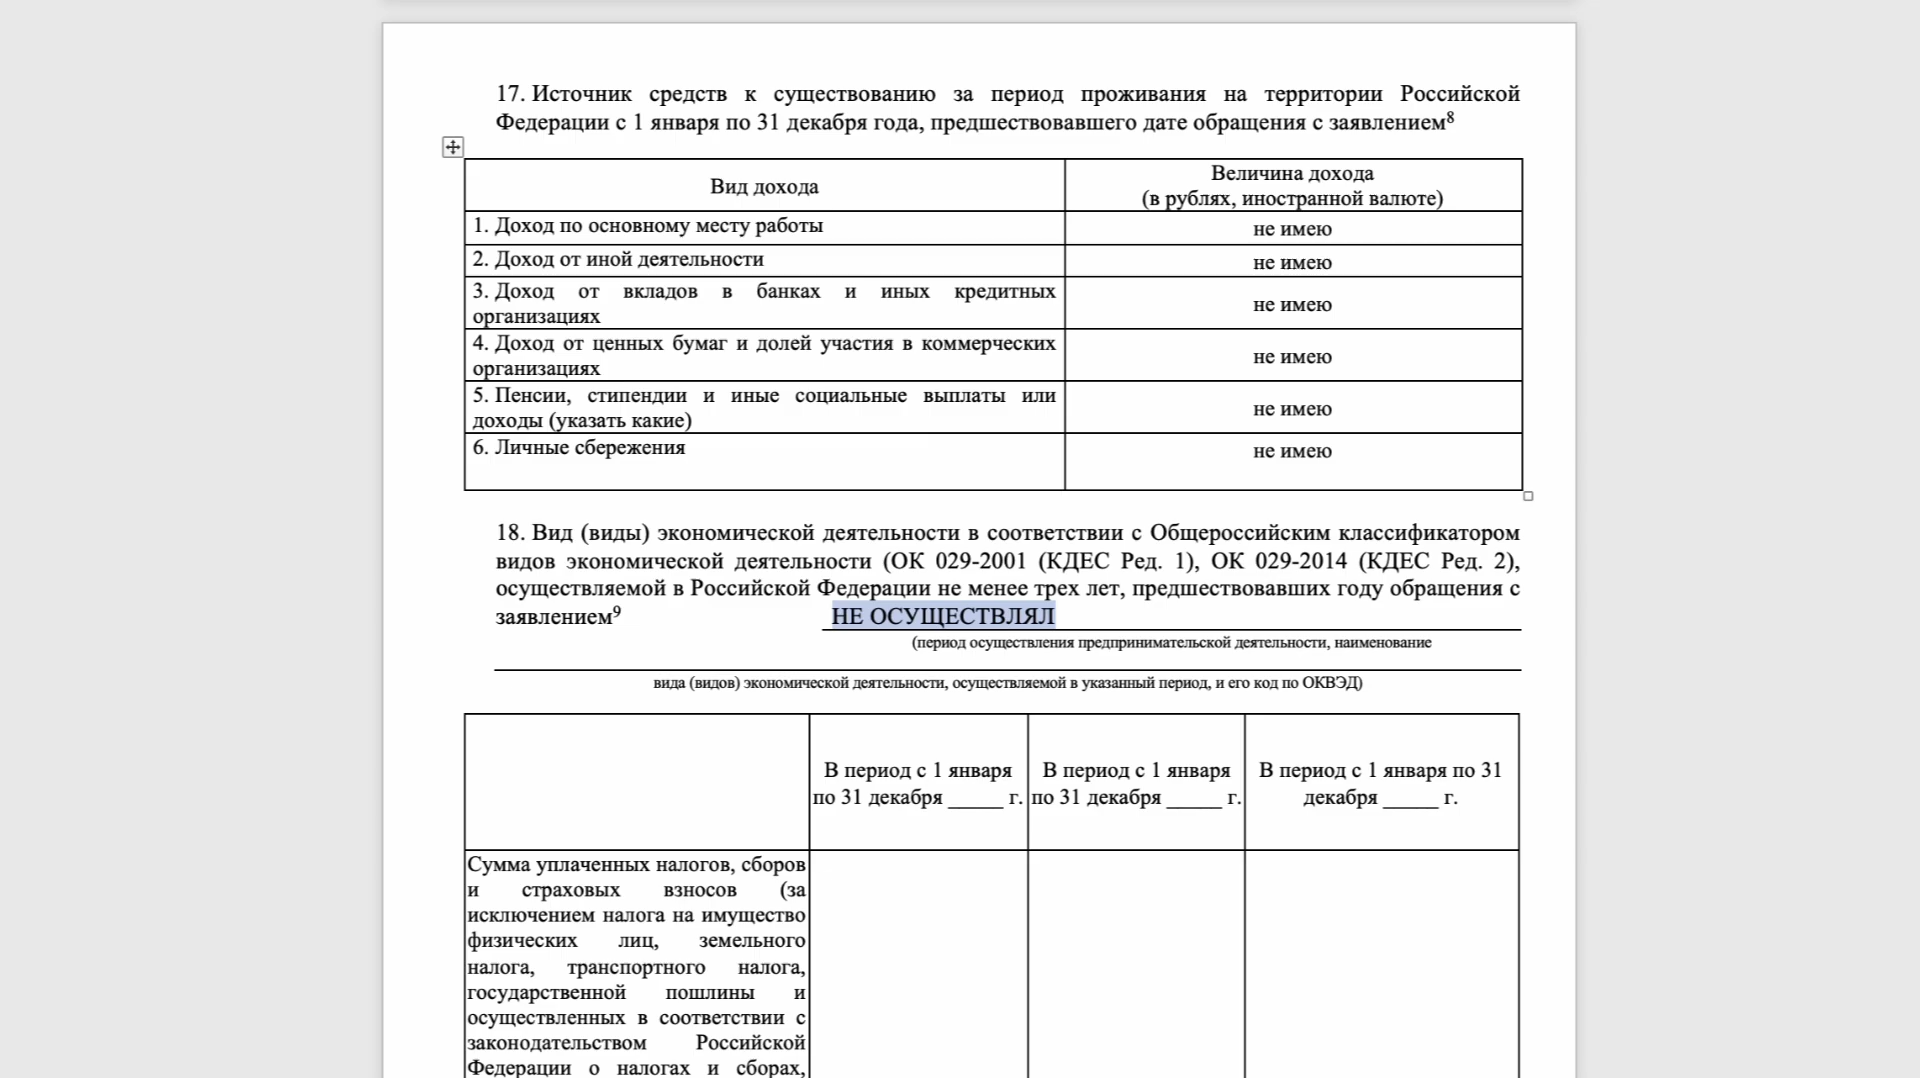 17. Источник средств к существованию за период проживания на территории Российской
Федерации с 1 января по 31 декабря года, предшествовавшего дате обращения с заявлением⁸
Вид дохода
Величина дохода
(в рублях, иностранной валюте)
1. Доход по основному месту работы
не имею
2. Доход от иной деятельности
не имею
3. Доход от вкладов в банках и иных кредитных
организациях
не имею
4. Доход от ценных бумаг и долей участия в коммерческих
организациях
не имею
5. Пенсии, стипендии и иные социальные выплаты или
доходы (указать какие)
не имею
6. Личные сбережения
не имею
18. Вид (виды) экономической деятельности в соответствии с Общероссийским классификатором
видов экономической деятельности (ОК 029-2001 (КДЕС Ред. 1), ОК 029-2014 (КДЕС Ред. 2),
осуществляемой в Российской Федерации не менее трех лет, предшествовавших году обращения с
заявлением⁹ НЕ ОСУЩЕСТВЛЯЛ
(период осуществления предпринимательской деятельности, наименование
вида (видов) экономической деятельности, осуществляемой в указанный период, и его код по ОКВЭД)
В период с 1 января
по 31 декабря _____ г.
В период с 1 января
по 31 декабря _____ г.
В период с 1 января по 31
декабря _____ г.
Сумма уплаченных налогов, сборов
и страховых взносов (за
исключением налога на имущество
физических лиц, земельного
налога, транспортного налога,
государственной пошлины и
осуществленных в соответствии с
законодательством Российской
Федерации о налогах и сборах,